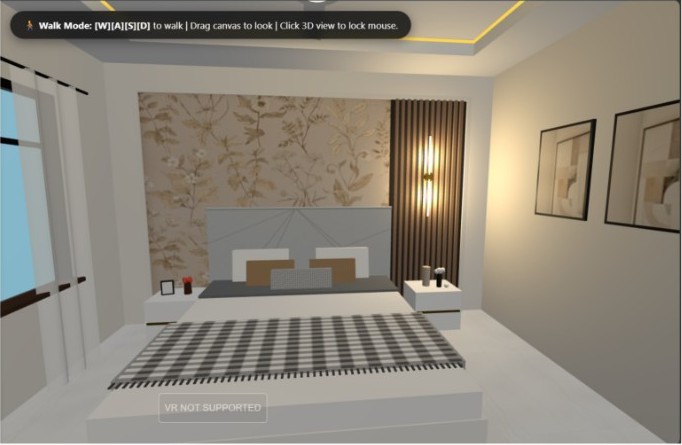 Walk Mode: [W][A][S][D] to walk | Drag canvas to look | Click 3D view to lock mouse.
VR NOT SUPPORTED